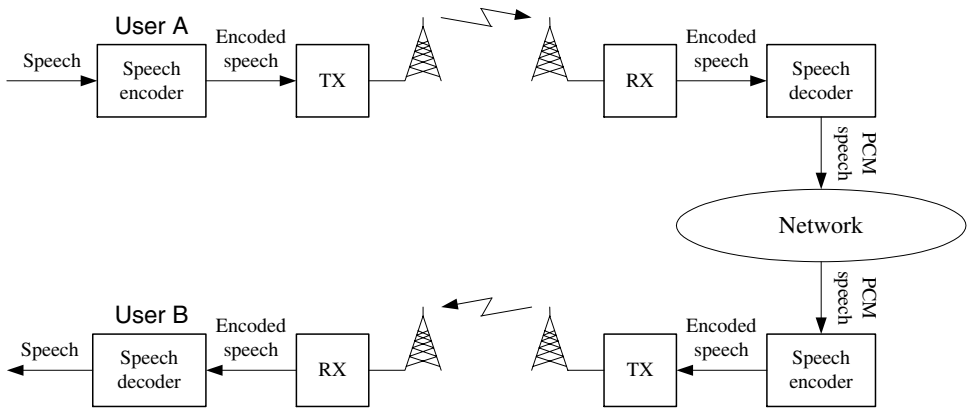 User A
Speech
Speech
encoder
Encoded
speech
TX
RX
Encoded
speech
Speech
decoder
PCM
speech
Network
PCM
speech
User B
Speech
Speech
decoder
Encoded
speech
RX
TX
Encoded
speech
Speech
encoder